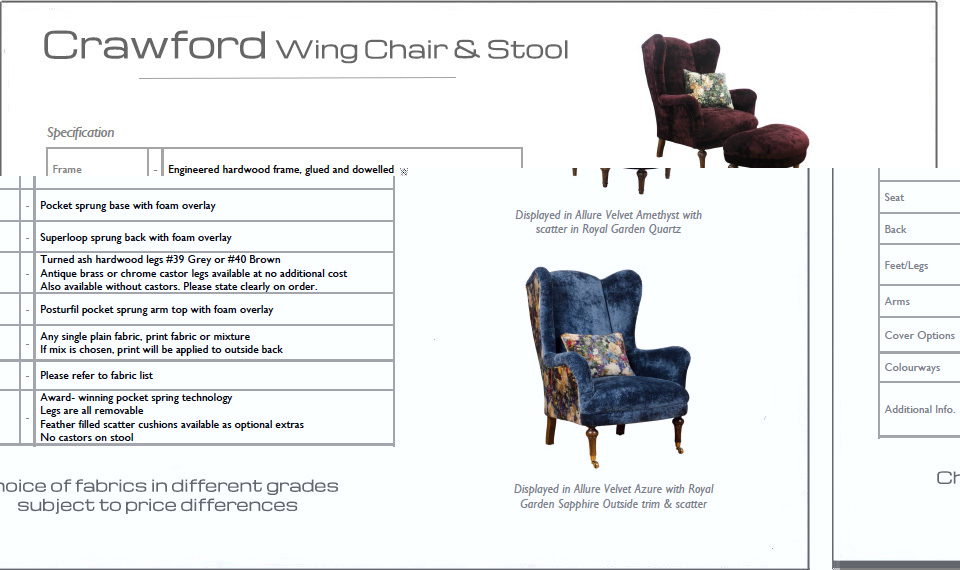 Crawford Wing Chair & Stool
Specification
Frame - Engineered hardwood frame, glued and dowelled
- Pocket sprung base with foam overlay
- Superloop sprung back with foam overlay
- Turned ash hardwood legs #39 Grey or #40 Brown
Antique brass or chrome castor legs available at no additional cost
Also available without castors. Please state clearly on order.
- Posturfil pocket sprung arm top with foam overlay
- Any single plain fabric, print fabric or mixture
If mix is chosen, print will be applied to outside back
- Please refer to fabric list
- Award- winning pocket spring technology
Legs are all removable
Feather filled scatter cushions available as optional extras
No castors on stool
hoice of fabrics in different grades
subject to price differences
Displayed in Allure Velvet Amethyst with
scatter in Royal Garden Quartz
Displayed in Allure Velvet Azure with Royal
Garden Sapphire Outside trim & scatter
Seat
Back
Feet/Legs
Arms
Cover Options
Colourways
Additional Info.
Ch